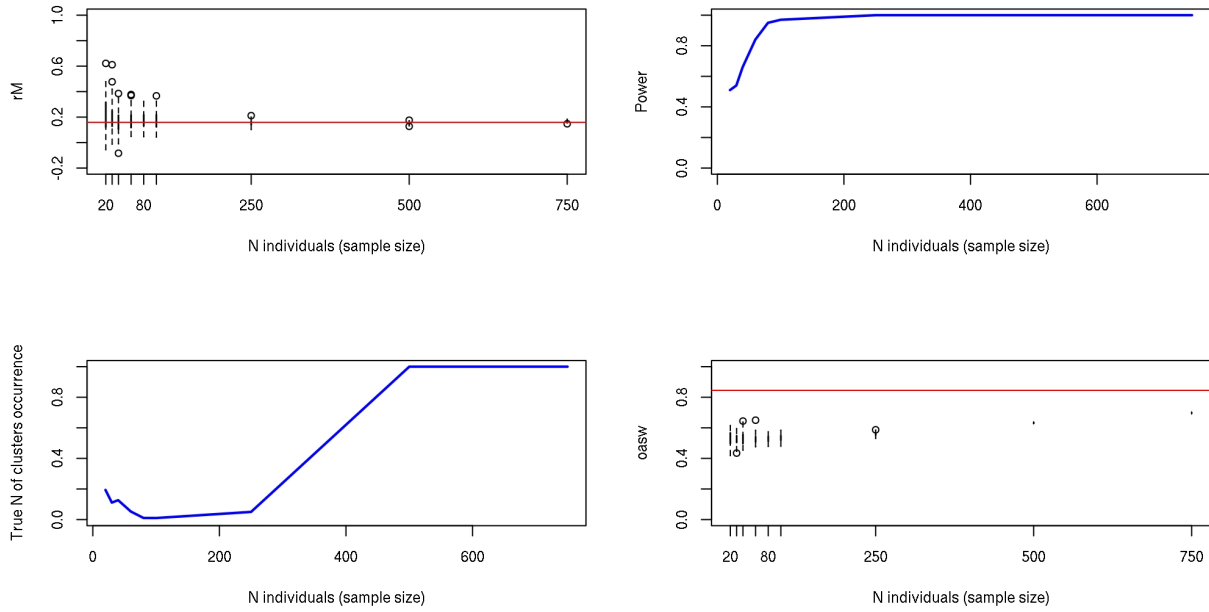 1.0
0.6
0.2
-0.2
rM
20 80 250 500 750
N individuals (sample size)
0.8
0.4
0.0
Power
0 200 400 600
N individuals (sample size)
0.8
0.4
0.0
True N of clusters occurrence
0 200 400 600
N individuals (sample size)
0.8
0.4
0.0
oasw
20 80 250 500 750
N individuals (sample size)